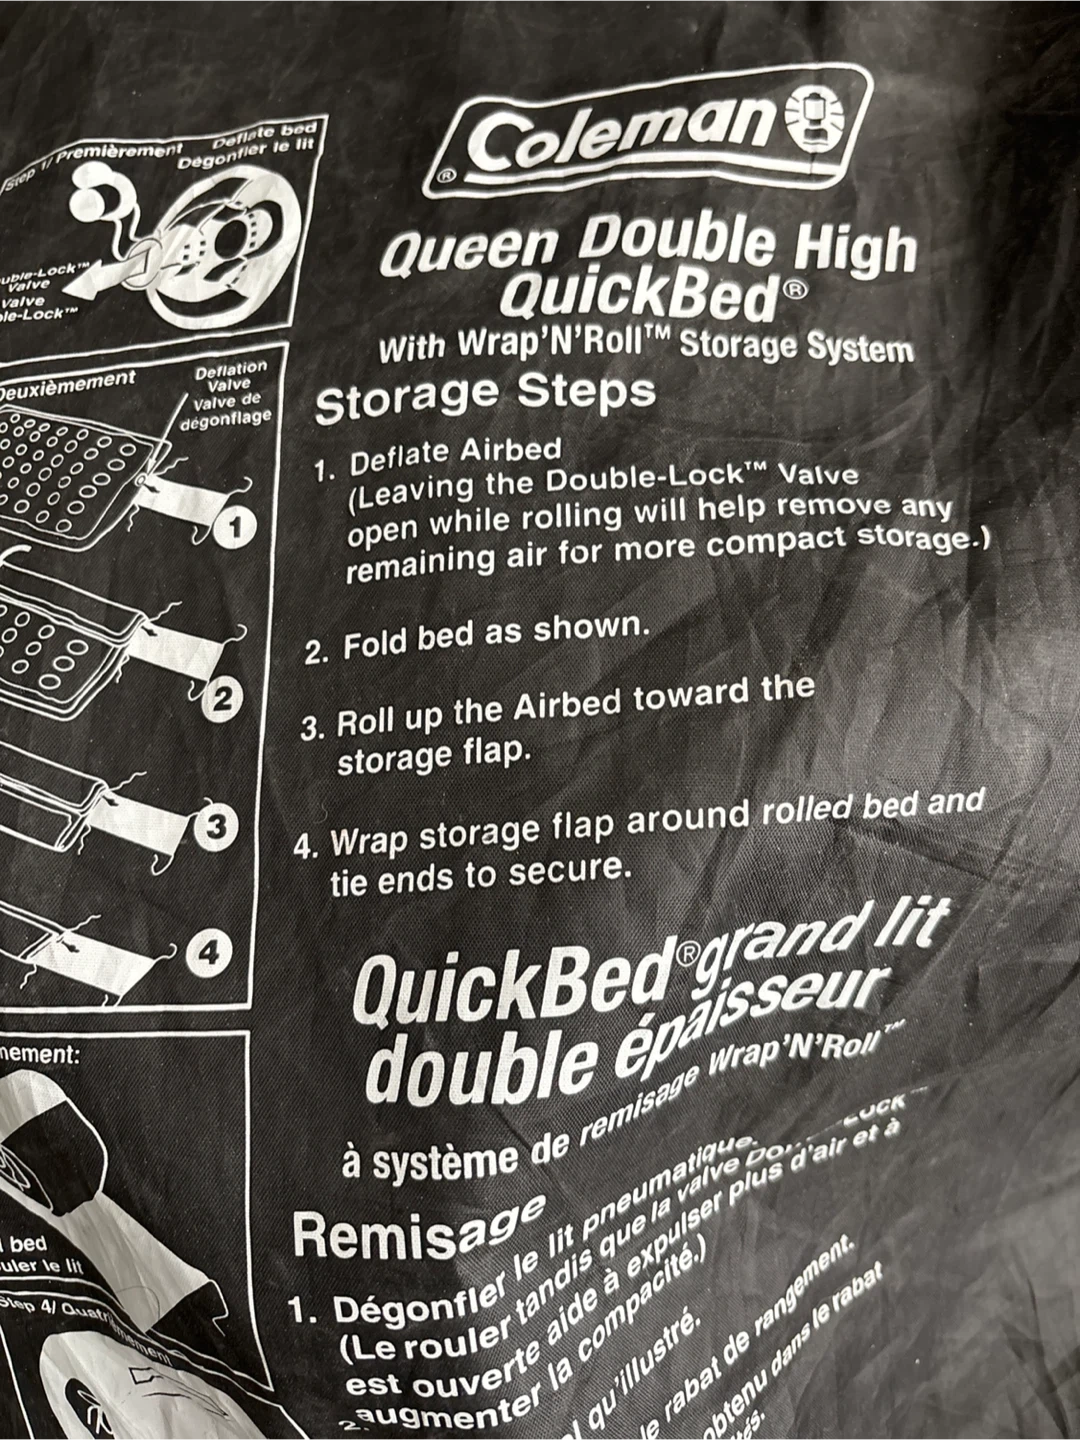 Step 1/ Premièrement
Deflate bed
Dégonfler le lit
Lock™
Valve
valve
Lock™
Deuxièmement
Deflation
Valve
Valve de
dégonflage
1
2
3
4
bed
le lit
Step 4/ Quatrièmement
Coleman®
Queen Double High
QuickBed®
With Wrap'N'Roll™ Storage System
Storage Steps
1. Deflate Airbed
(Leaving the Double-Lock™ Valve
open while rolling will help remove any
remaining air for more compact storage.)
2. Fold bed as shown.
3. Roll up the Airbed toward the
storage flap.
4. Wrap storage flap around rolled bed and
tie ends to secure.
QuickBed® grand lit
double épaisseur
à système de remisage Wrap'N'Roll™
Remisage
1. Dégonfler le lit pneumatique.
(Le rouler tandis que la valve
est ouverte aide à expulser plus d'air et à
augmenter la compacité.)
2. qu'illustré.
le rabat de rangement.
obtenu dans le rabat